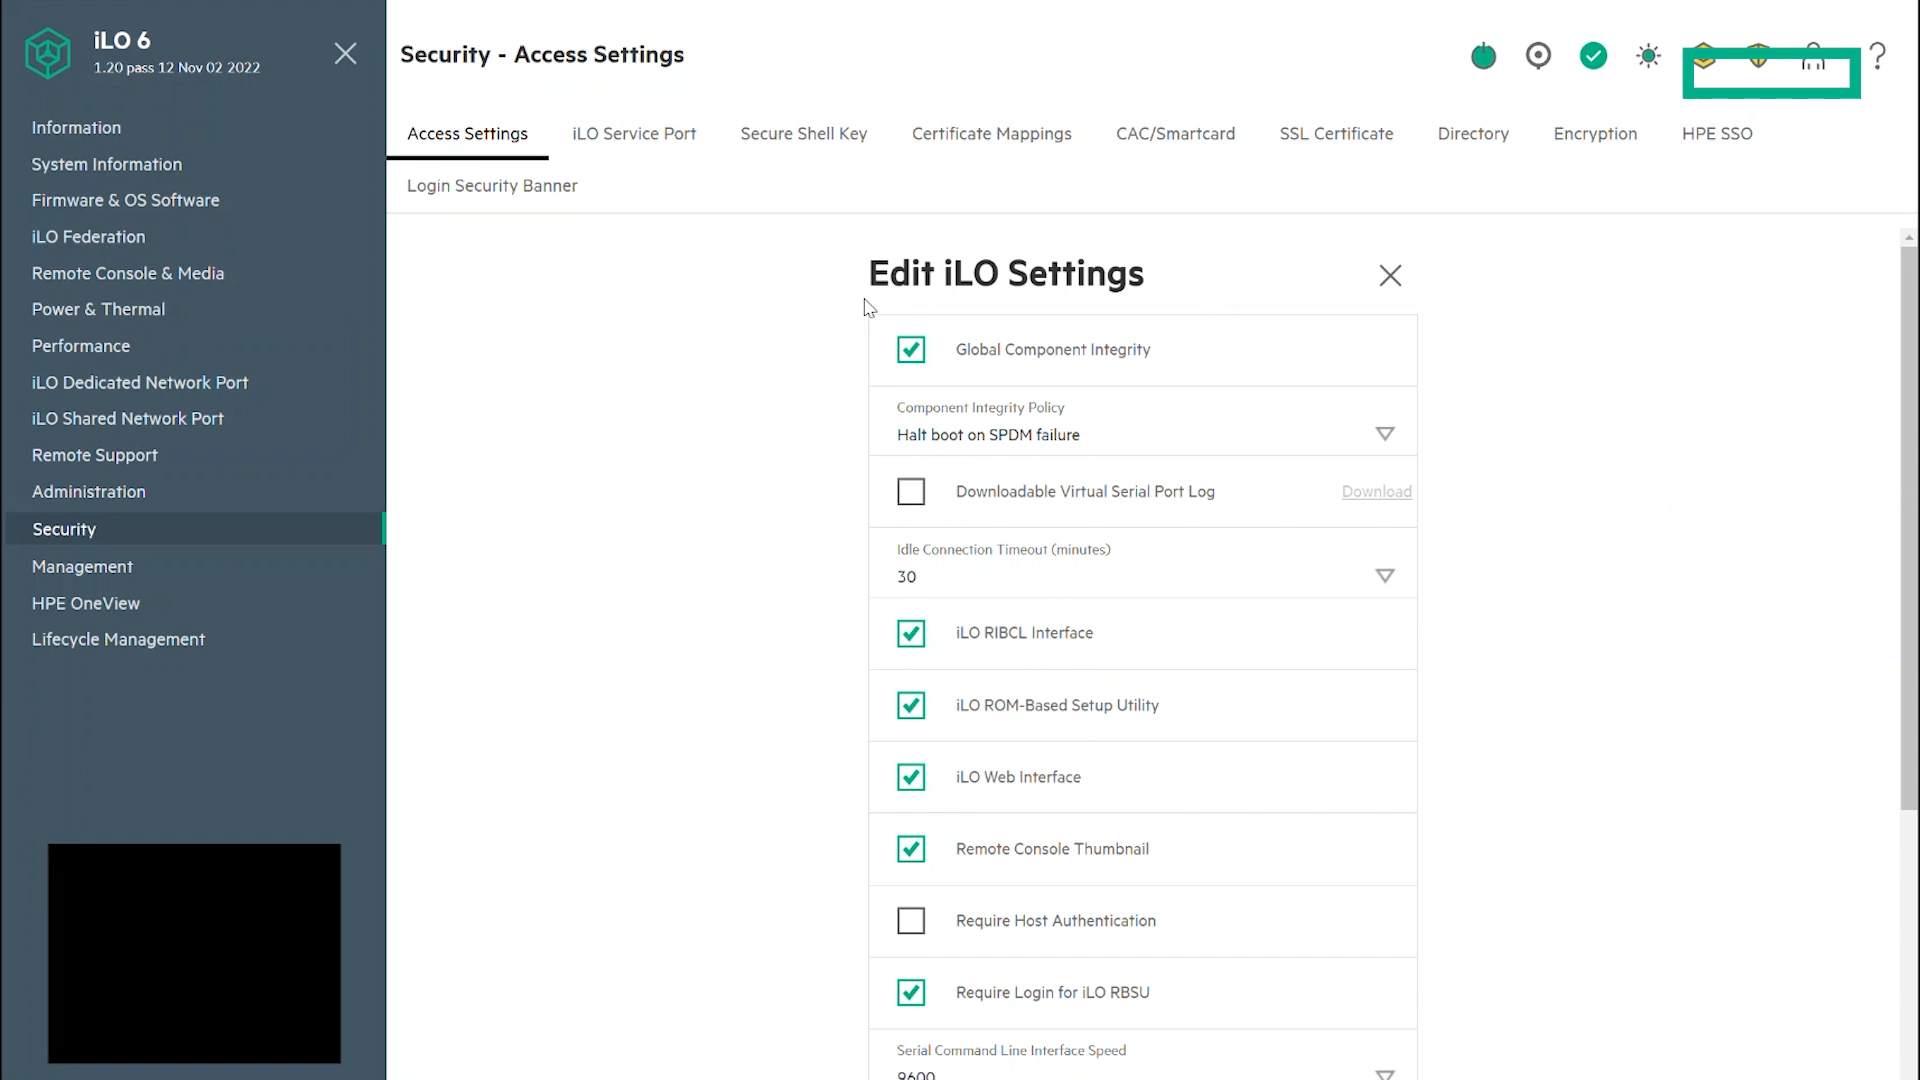 iLO 6
1.20 pass 12 Nov 02 2022
Information
System Information
Firmware & OS Software
iLO Federation
Remote Console & Media
Power & Thermal
Performance
iLO Dedicated Network Port
iLO Shared Network Port
Remote Support
Administration
Security
Management
HPE OneView
Lifecycle Management
Security - Access Settings
?
Access Settings iLO Service Port Secure Shell Key Certificate Mappings CAC/Smartcard SSL Certificate Directory Encryption HPE SSO
Login Security Banner
Edit iLO Settings
Global Component Integrity
Component Integrity Policy
Halt boot on SPDM failure
Downloadable Virtual Serial Port Log Download
Idle Connection Timeout (minutes)
30
iLO RIBCL Interface
iLO ROM-Based Setup Utility
iLO Web Interface
Remote Console Thumbnail
Require Host Authentication
Require Login for iLO RBSU
Serial Command Line Interface Speed
9600